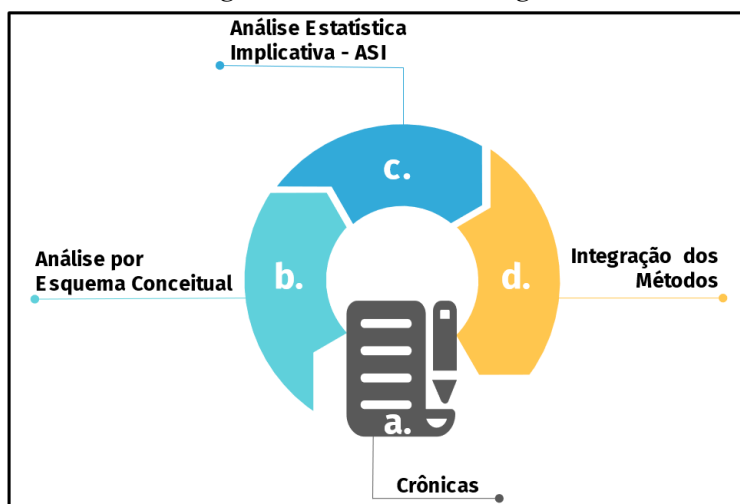 Análise Estatística
Implicativa - ASI
c.
Análise por
Esquema Conceitual
b.
d.
Integração dos
Métodos
a.
Crônicas